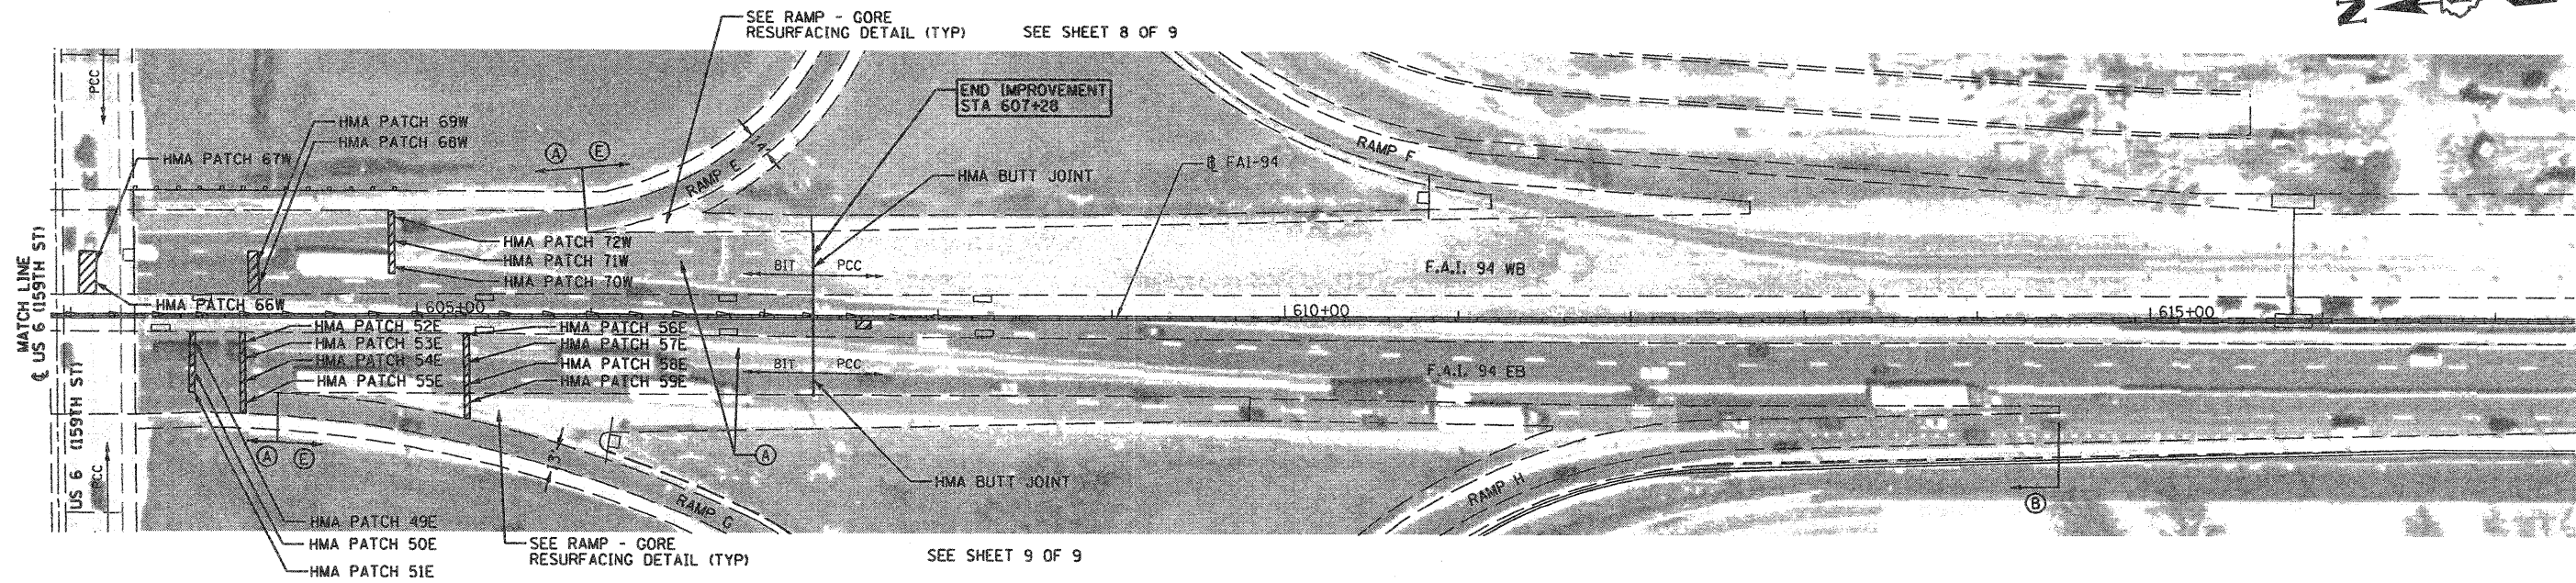 SEE RAMP - GORE
RESURFACING DETAIL (TYP)
SEE SHEET 8 OF 9
N
PCC
END IMPROVEMENT
STA 607+28
HMA PATCH 69W
HMA PATCH 68W
HMA PATCH 67W
A
E
14'
RAMP E
RAMP F
℄ FAI-94
HMA BUTT JOINT
HMA PATCH 72W
HMA PATCH 71W
HMA PATCH 70W
BIT
PCC
F.A.I. 94 WB
HMA PATCH 66W
605+00
610+00
615+00
MATCH LINE
℄ US 6 (159TH ST)
HMA PATCH 52E
HMA PATCH 53E
HMA PATCH 54E
HMA PATCH 55E
HMA PATCH 56E
HMA PATCH 57E
HMA PATCH 58E
HMA PATCH 59E
BIT
PCC
F.A.I. 94 EB
US 6 (159TH ST)
PCC
A
E
A
HMA BUTT JOINT
RAMP G
RAMP H
B
HMA PATCH 49E
HMA PATCH 50E
HMA PATCH 51E
SEE RAMP - GORE
RESURFACING DETAIL (TYP)
SEE SHEET 9 OF 9